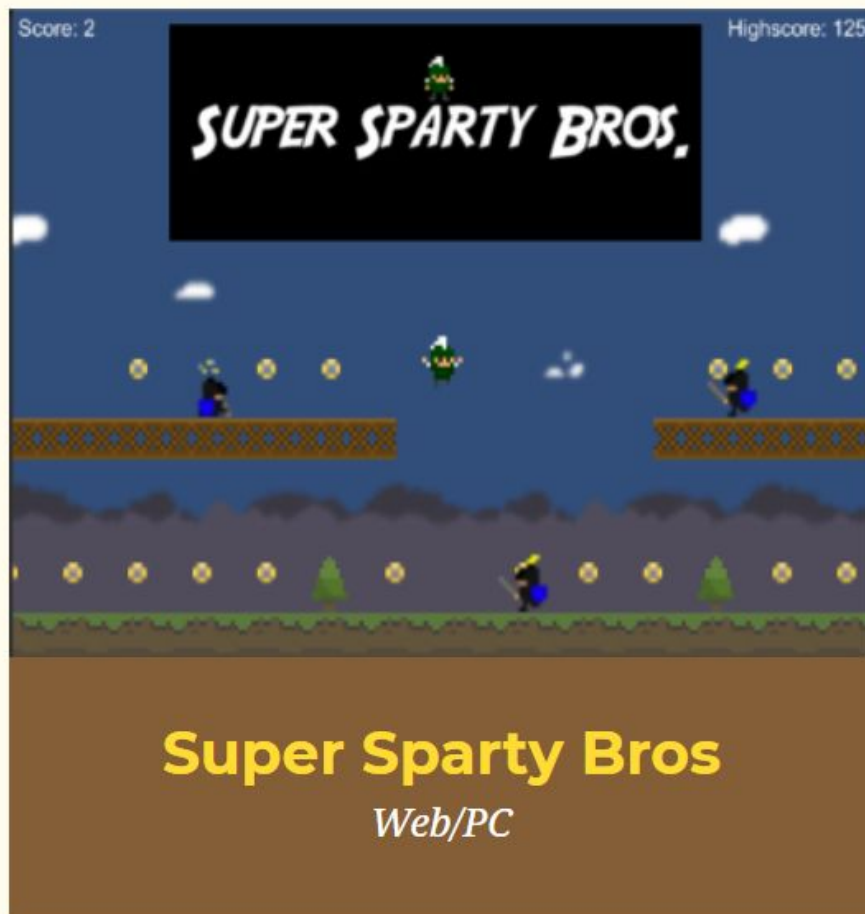 Score: 2
Highscore: 125
SUPER SPARTY BROS.
Super Sparty Bros
Web/PC